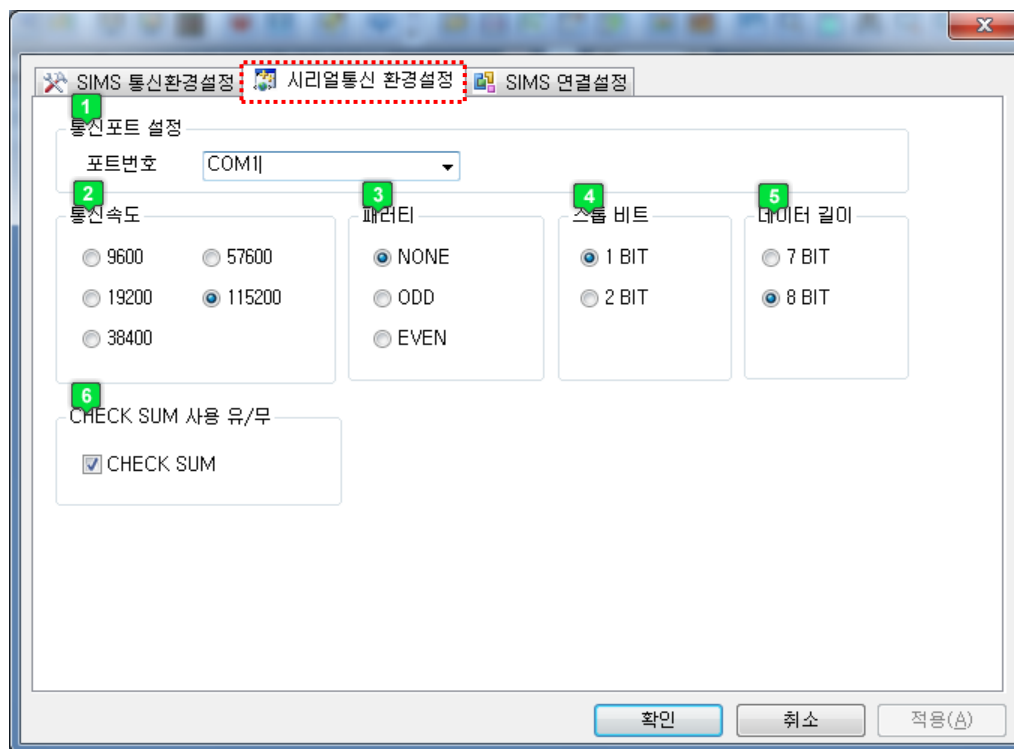 SIMS 통신환경설정 시리얼통신 환경설정 SIMS 연결설정
1
통신포트 설정
포트번호 COM1
2 3 4 5
통신속도 패러티 스톱 비트 데이터 길이
9600 57600 NONE 1 BIT 7 BIT
19200 115200 ODD 2 BIT 8 BIT
38400 EVEN
6
CHECK SUM 사용 유/무
CHECK SUM
확인 취소 적용(A)